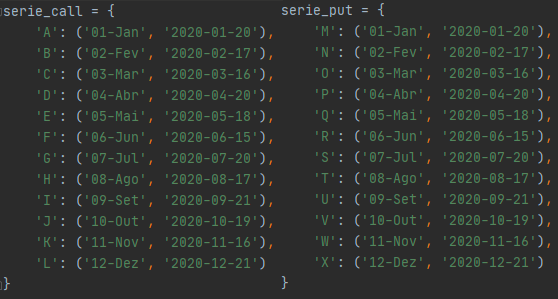 serie_call = {
    'A': ('01-Jan', '2020-01-20'),
    'B': ('02-Fev', '2020-02-17'),
    'C': ('03-Mar', '2020-03-16'),
    'D': ('04-Abr', '2020-04-20'),
    'E': ('05-Mai', '2020-05-18'),
    'F': ('06-Jun', '2020-06-15'),
    'G': ('07-Jul', '2020-07-20'),
    'H': ('08-Ago', '2020-08-17'),
    'I': ('09-Set', '2020-09-21'),
    'J': ('10-Out', '2020-10-19'),
    'K': ('11-Nov', '2020-11-16'),
    'L': ('12-Dez', '2020-12-21')
}
serie_put = {
    'M': ('01-Jan', '2020-01-20'),
    'N': ('02-Fev', '2020-02-17'),
    'O': ('03-Mar', '2020-03-16'),
    'P': ('04-Abr', '2020-04-20'),
    'Q': ('05-Mai', '2020-05-18'),
    'R': ('06-Jun', '2020-06-15'),
    'S': ('07-Jul', '2020-07-20'),
    'T': ('08-Ago', '2020-08-17'),
    'U': ('09-Set', '2020-09-21'),
    'V': ('10-Out', '2020-10-19'),
    'W': ('11-Nov', '2020-11-16'),
    'X': ('12-Dez', '2020-12-21')
}